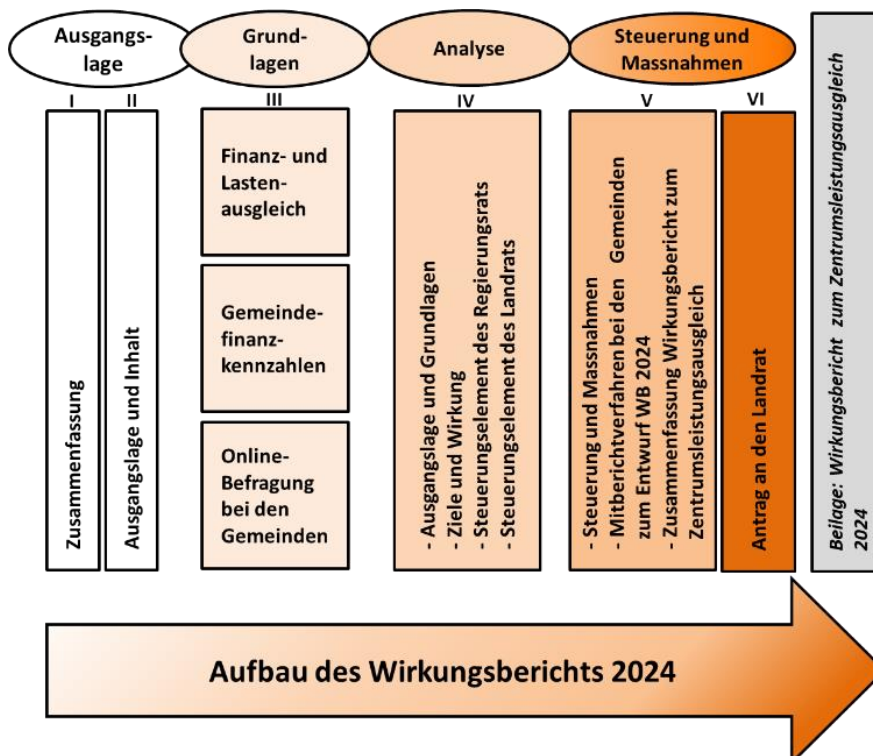 Ausgangs-
lage
Grund-
lagen
Analyse
Steuerung und
Massnahmen
I
II
III
IV
V
VI
Zusammenfassung
Ausgangslage und Inhalt
Finanz- und
Lasten-
ausgleich
Gemeinde-
finanz-
kennzahlen
Online-
Befragung
bei den
Gemeinden
- Ausgangslage und Grundlagen
- Ziele und Wirkung
- Steuerungselement des Regierungsrats
- Steuerungselement des Landrats
- Steuerung und Massnahmen
- Mitberichtverfahren bei den Gemeinden
zum Entwurf WB 2024
- Zusammenfassung Wirkungsbericht zum
Zentrumsleistungsausgleich
Antrag an den Landrat
Beilage: Wirkungsbericht zum Zentrumsleistungsausgleich
2024
Aufbau des Wirkungsberichts 2024